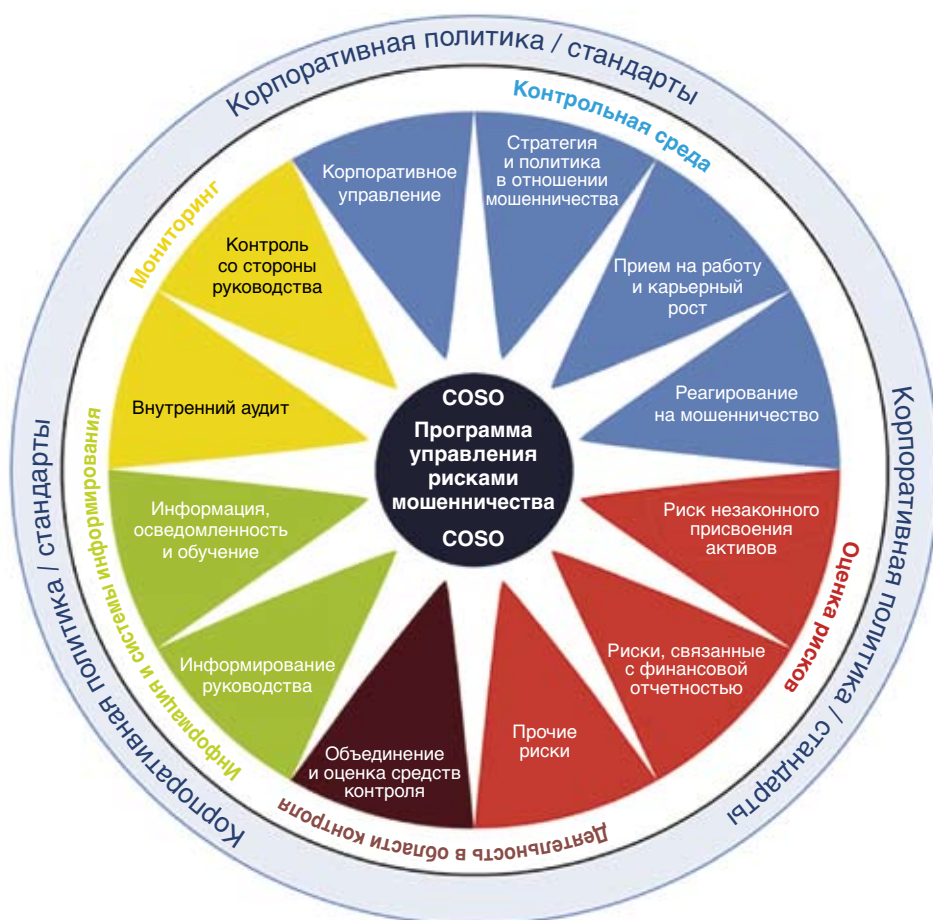 Корпоративная политика / стандарты
Контрольная среда
Корпоративное
управление
Стратегия
и политика
в отношении
мошенничества
Прием на работу
и карьерный
рост
Реагирование
на мошенничество
Корпоративная политика / стандарты
Оценка рисков
Риск незаконного
присвоения
активов
Риски, связанные
с финансовой
отчетностью
Прочие
риски
Деятельность в области контроля
Объединение
и оценка средств
контроля
Корпоративная политика / стандарты
Информация и системы информирования
Информирование
руководства
Информация,
осведомленность
и обучение
Мониторинг
Внутренний аудит
Контроль
со стороны
руководства
COSO
Программа
управления
рисками
мошенничества
COSO